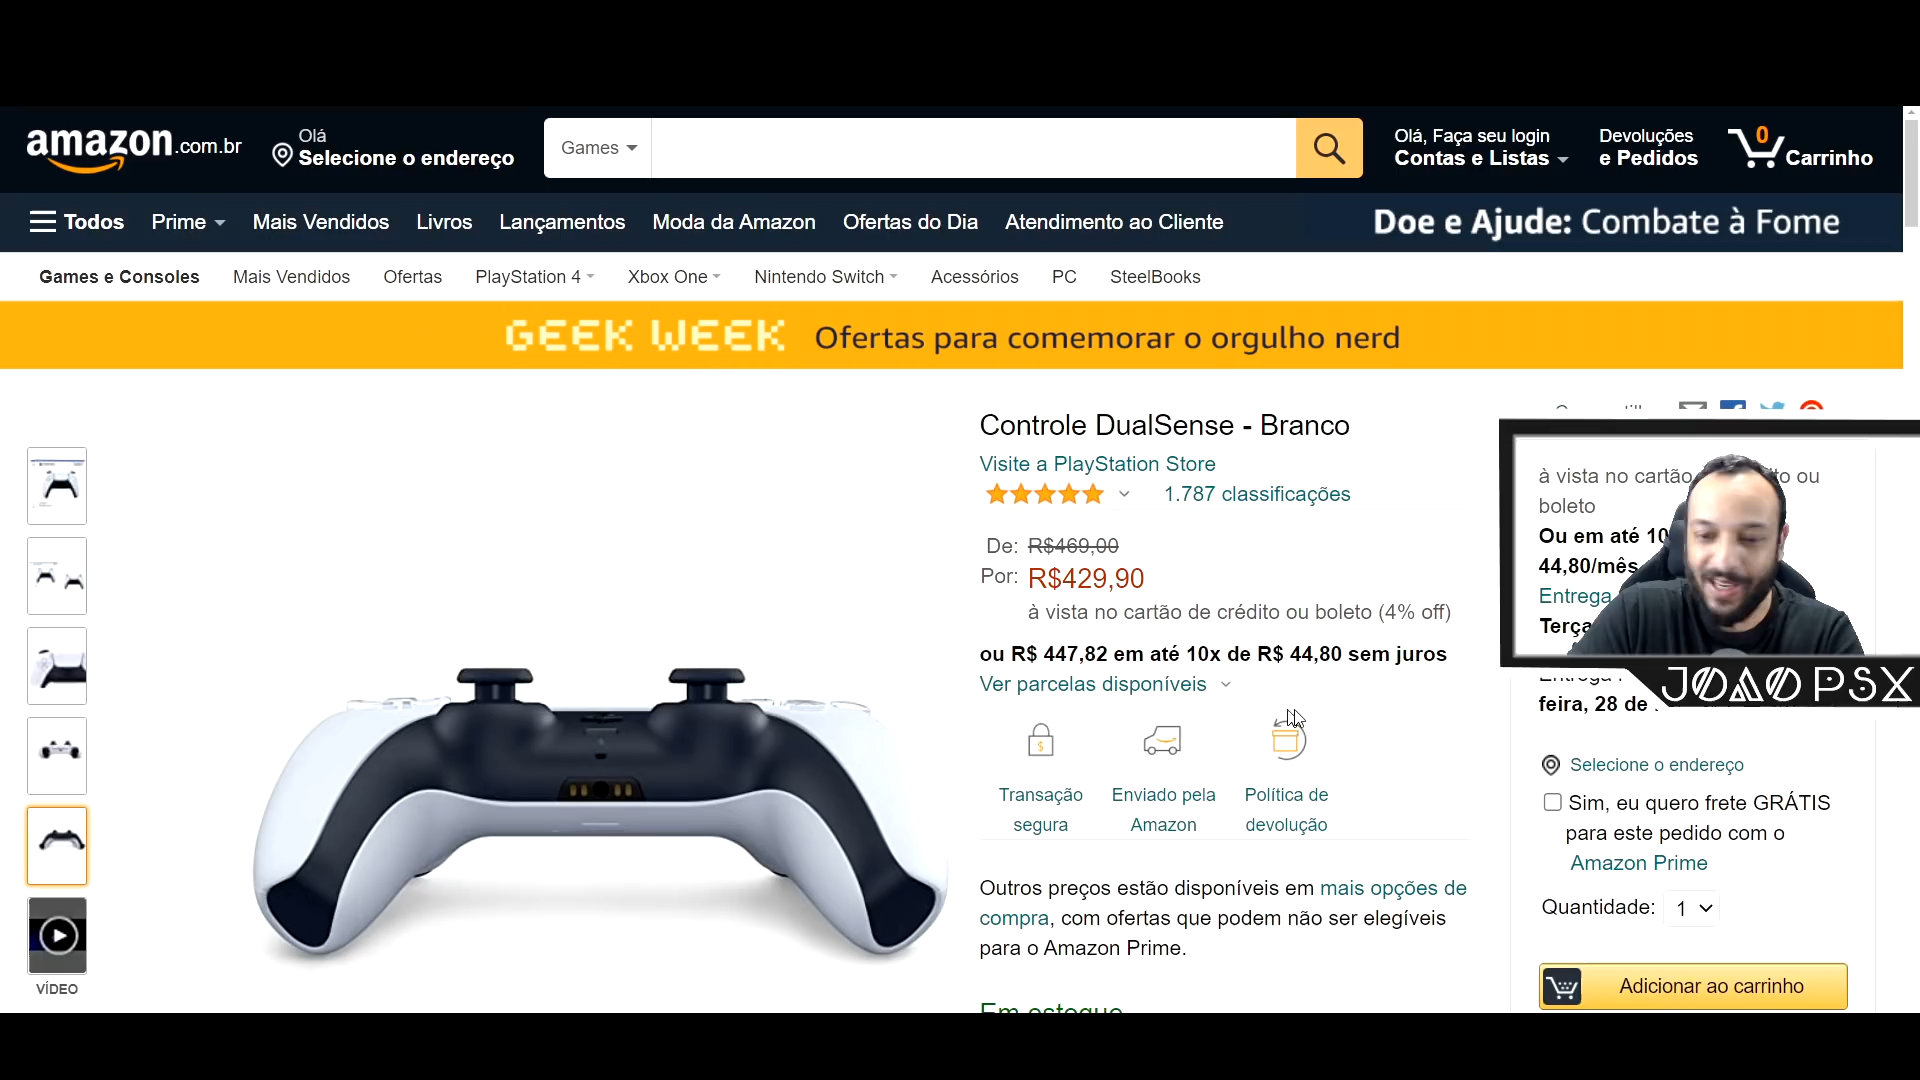 amazon.com.br
Olá
Selecione o endereço
Games
Olá, Faça seu login
Contas e Listas
Devoluções
e Pedidos
0
Carrinho
Todos
Prime
Mais Vendidos
Livros
Lançamentos
Moda da Amazon
Ofertas do Dia
Atendimento ao Cliente
Doe e Ajude: Combate à Fome
Games e Consoles
Mais Vendidos
Ofertas
PlayStation 4
Xbox One
Nintendo Switch
Acessórios
PC
SteelBooks
GEEK WEEK Ofertas para comemorar o orgulho nerd
VÍDEO
Controle DualSense - Branco
Visite a PlayStation Store
1.787 classificações
De: R$469,00
Por: R$429,90
à vista no cartão de crédito ou boleto (4% off)
ou R$ 447,82 em até 10x de R$ 44,80 sem juros
Ver parcelas disponíveis
Transação segura
Enviado pela Amazon
Política de devolução
Outros preços estão disponíveis em mais opções de
compra, com ofertas que podem não ser elegíveis
para o Amazon Prime.
Em estoque
à vista no cartão ou
boleto
Ou em até 10
44,80/mês
Entrega
JOAO PSX
feira, 28 de
Selecione o endereço
Sim, eu quero frete GRÁTIS
para este pedido com o
Amazon Prime
Quantidade: 1
Adicionar ao carrinho